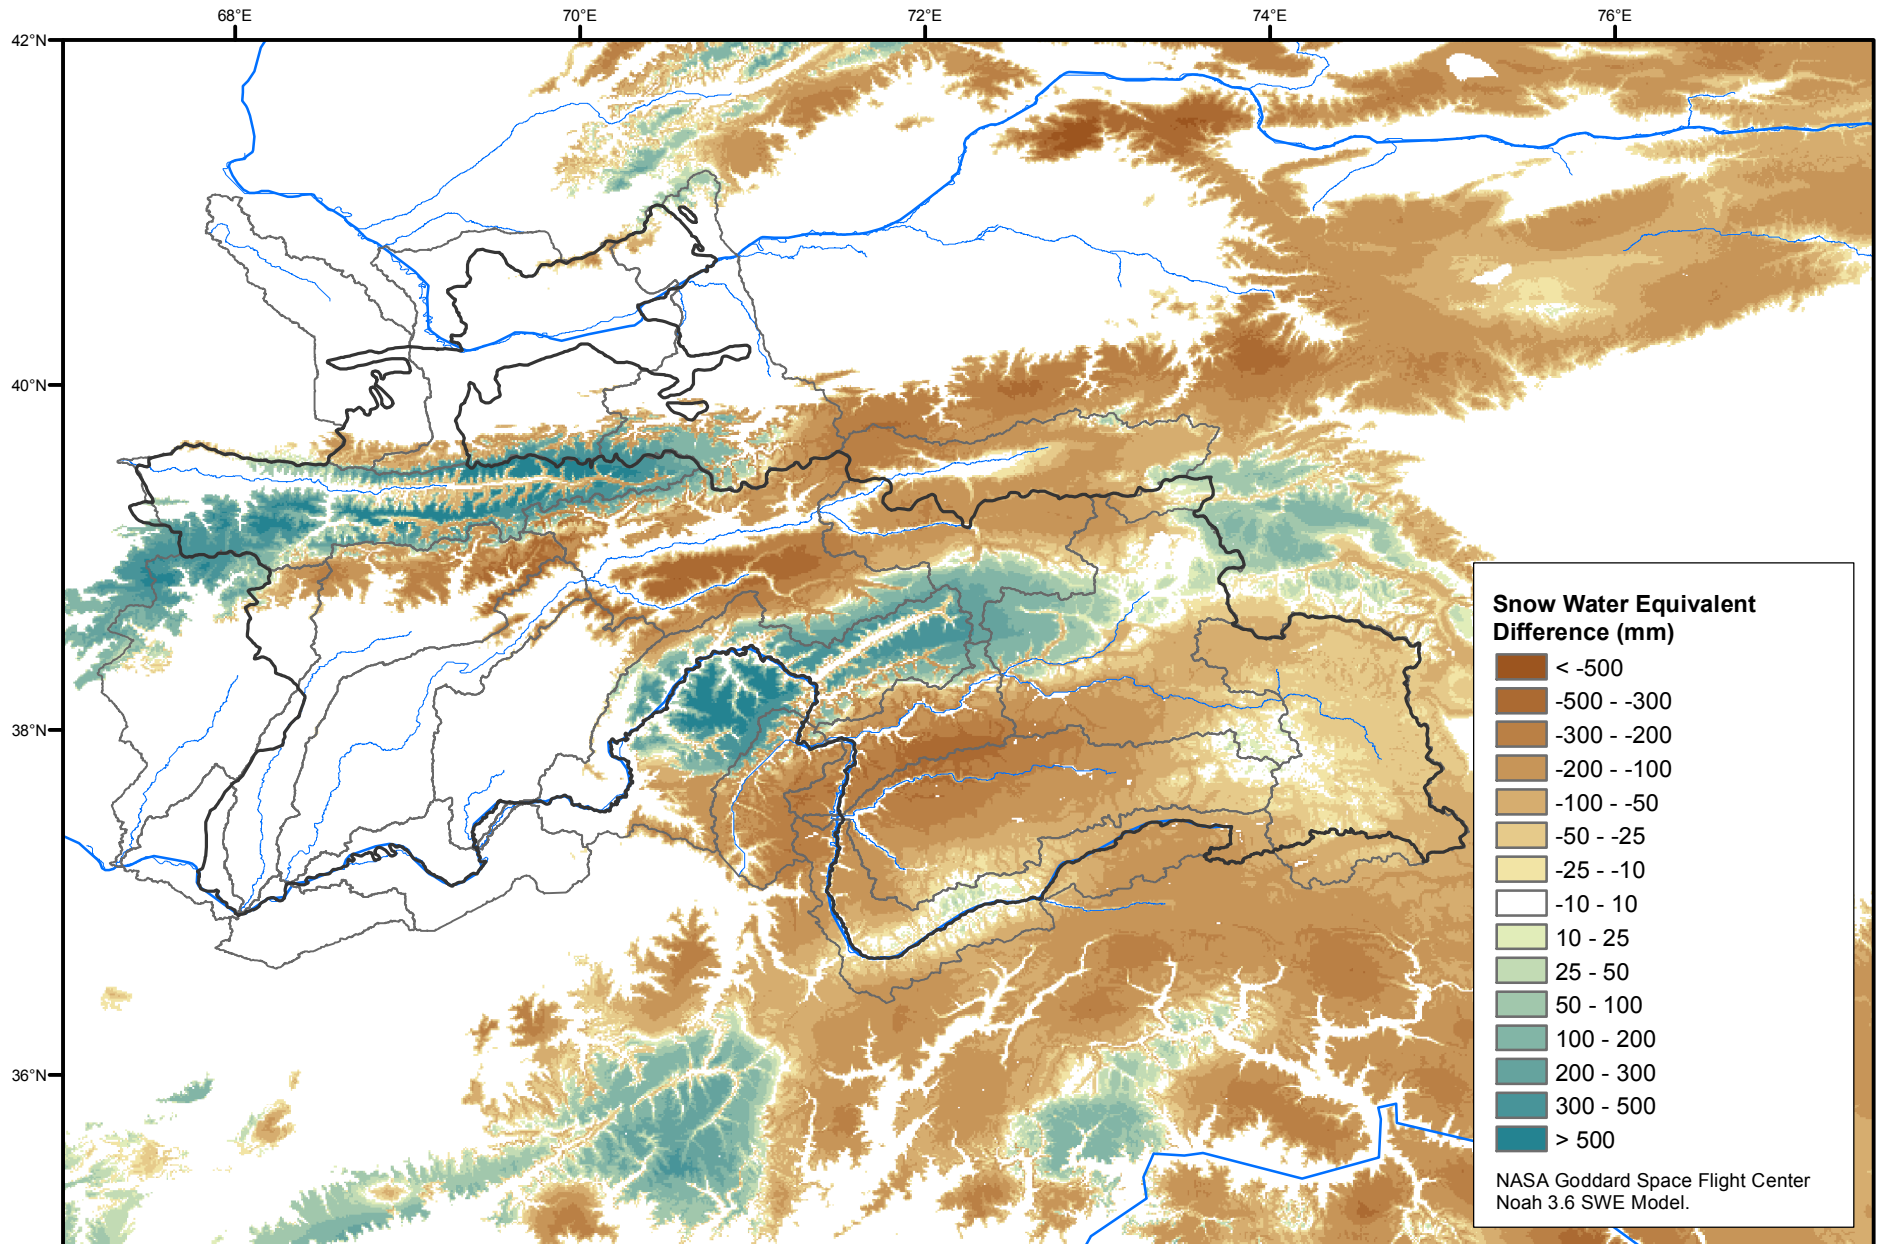 68°E 70°E 72°E 74°E 76°E
42°N
40°N
38°N
36°N
Snow Water Equivalent
Difference (mm)
< -500
-500 - -300
-300 - -200
-200 - -100
-100 - -50
-50 - -25
-25 - -10
-10 - 10
10 - 25
25 - 50
50 - 100
100 - 200
200 - 300
300 - 500
> 500
NASA Goddard Space Flight Center
Noah 3.6 SWE Model.